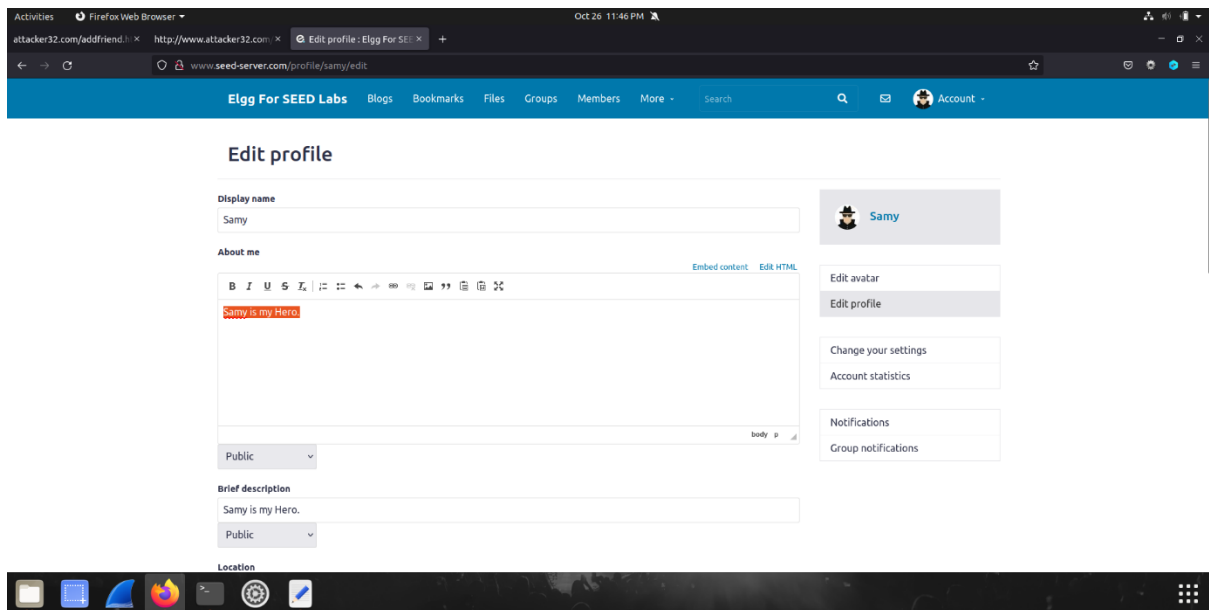 Activities Firefox Web Browser Oct 26 11:46 PM
attacker32.com/addfriend.h × http://www.attacker32.com × Edit profile : Elgg For SEE × +
www.seed-server.com/profile/samy/edit
Elgg For SEED Labs Blogs Bookmarks Files Groups Members More Search Account
Edit profile
Display name
Samy
Samy
About me
Embed content Edit HTML
B I U S Tx
Samy is my Hero.
body p
Public
Edit avatar
Edit profile
Change your settings
Account statistics
Notifications
Group notifications
Brief description
Samy is my Hero.
Public
Location